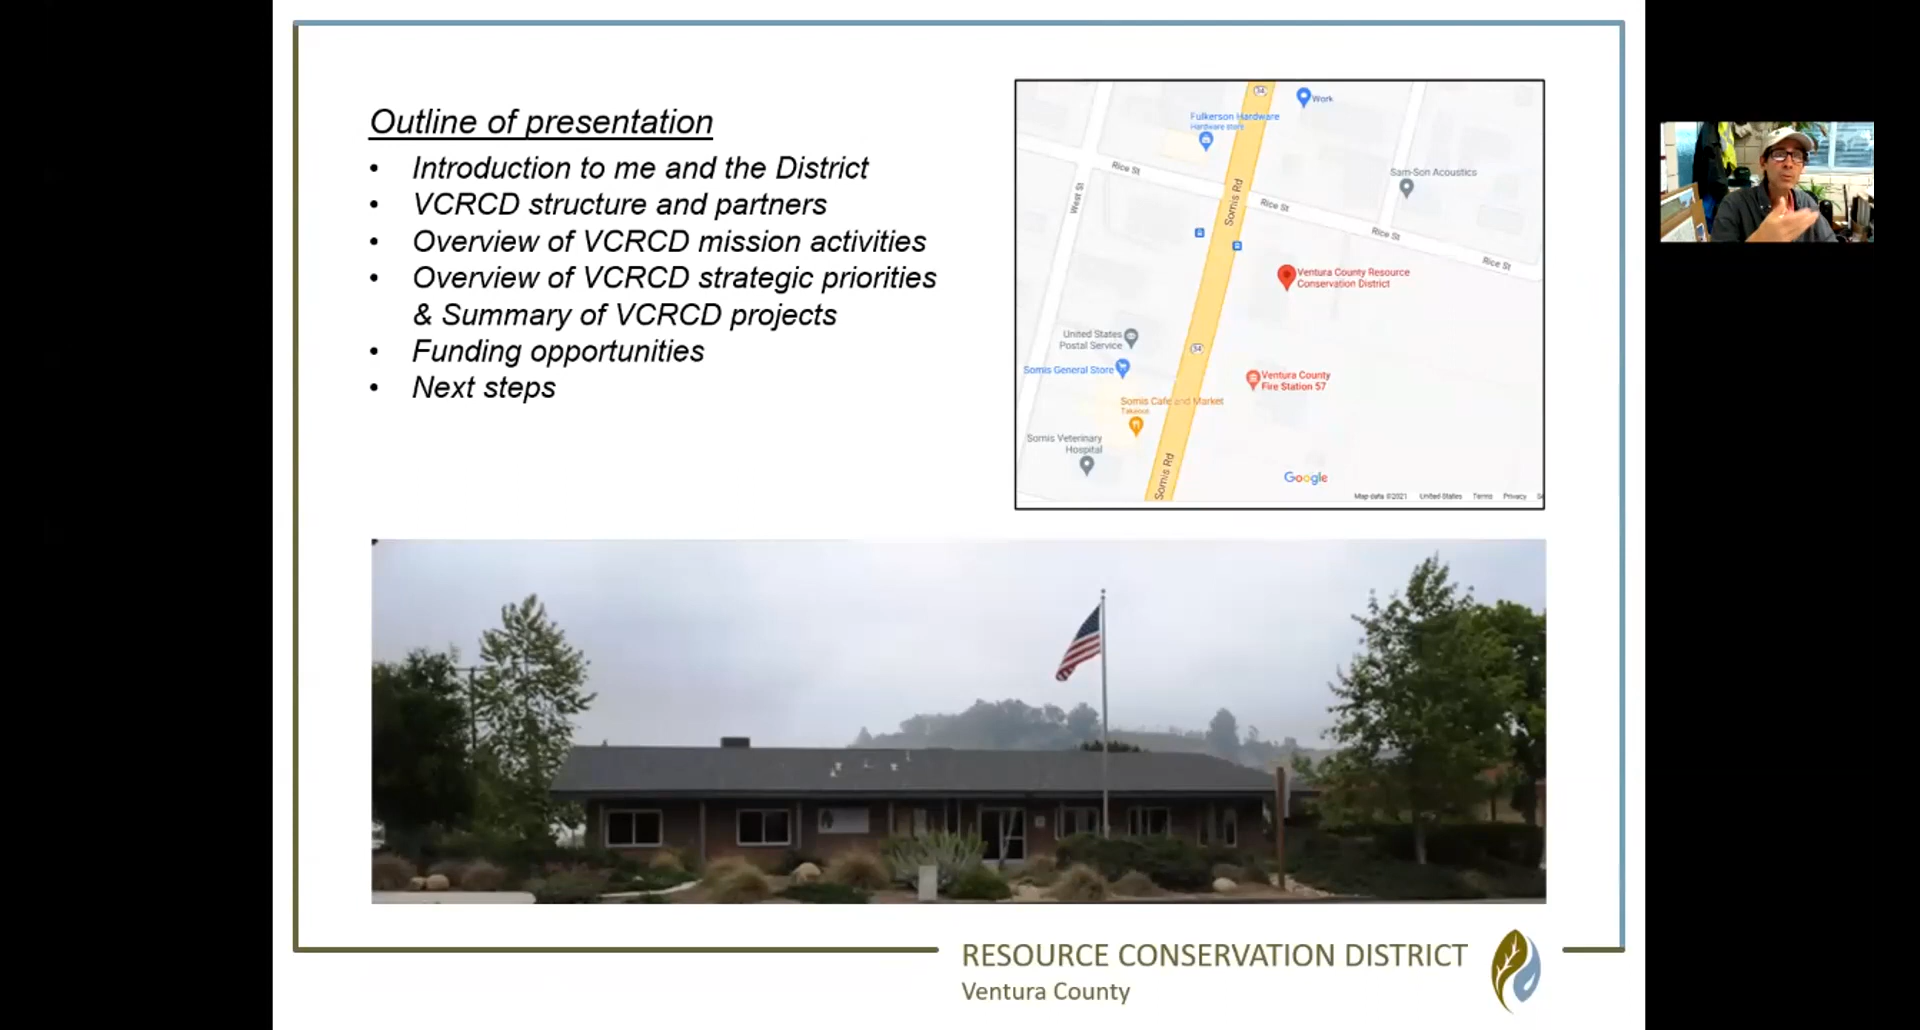 Outline of presentation
• Introduction to me and the District
• VCRCD structure and partners
• Overview of VCRCD mission activities
• Overview of VCRCD strategic priorities
& Summary of VCRCD projects
• Funding opportunities
• Next steps
34
Work
Fulkerson Hardware
Hardware store
Rice St
West St
Somis Rd
Sam-Son Acoustics
Rice St
Rice St
Rice St
Ventura County Resource
Conservation District
United States
Postal Service
34
Somis General Store
Ventura County
Fire Station 57
Somis Cafe and Market
Takeout
Somis Veterinary
Hospital
Somis Rd
Google
Map data ©2021 United States Terms Privacy
RESOURCE CONSERVATION DISTRICT
Ventura County